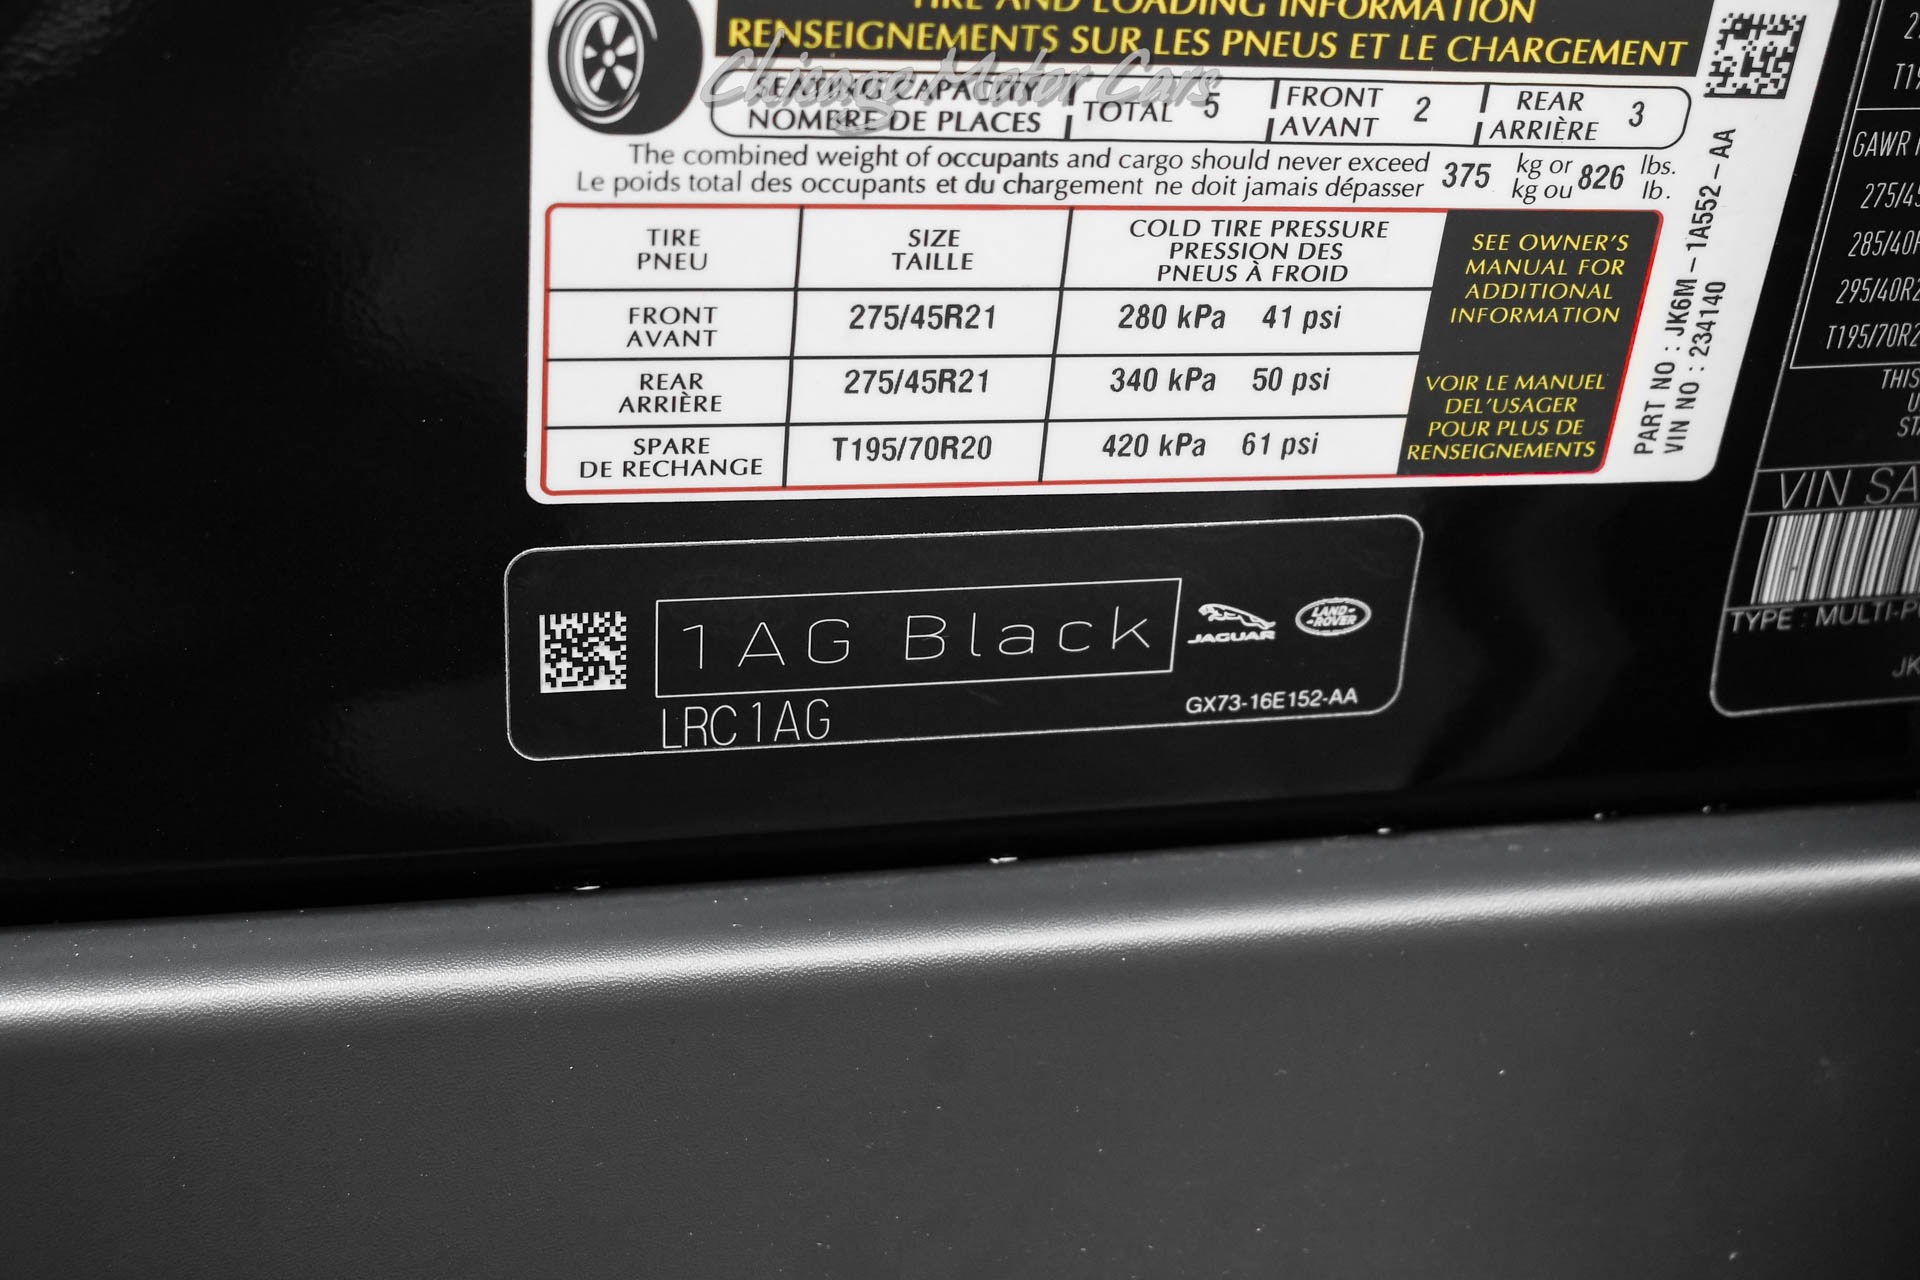 TIRE AND LOADING INFORMATION
RENSEIGNEMENTS SUR LES PNEUS ET LE CHARGEMENT
Chicago Motor Cars
SEATING CAPACITY
NOMBRE DE PLACES
TOTAL 5
FRONT
AVANT
2
REAR
ARRIÈRE
3
The combined weight of occupants and cargo should never exceed
Le poids total des occupants et du chargement ne doit jamais dépasser
375
kg or
kg ou
826
lbs.
lb.
TIRE
PNEU
SIZE
TAILLE
COLD TIRE PRESSURE
PRESSION DES
PNEUS À FROID
FRONT
AVANT
275/45R21
280 kPa 41 psi
REAR
ARRIÈRE
275/45R21
340 kPa 50 psi
SPARE
DE RECHANGE
T195/70R20
420 kPa 61 psi
SEE OWNER'S
MANUAL FOR
ADDITIONAL
INFORMATION
VOIR LE MANUEL
DEL'USAGER
POUR PLUS DE
RENSEIGNEMENTS
PART NO : JK6M-1A552-AA
VIN NO : 234140
1AG Black
LRC1AG
JAGUAR
LAND-
-ROVER
GX73-16E152-AA
GAWR
275/45
285/40R
295/40R2
T195/70R2
THIS
VIN SA
TYPE : MULTI-P
JK